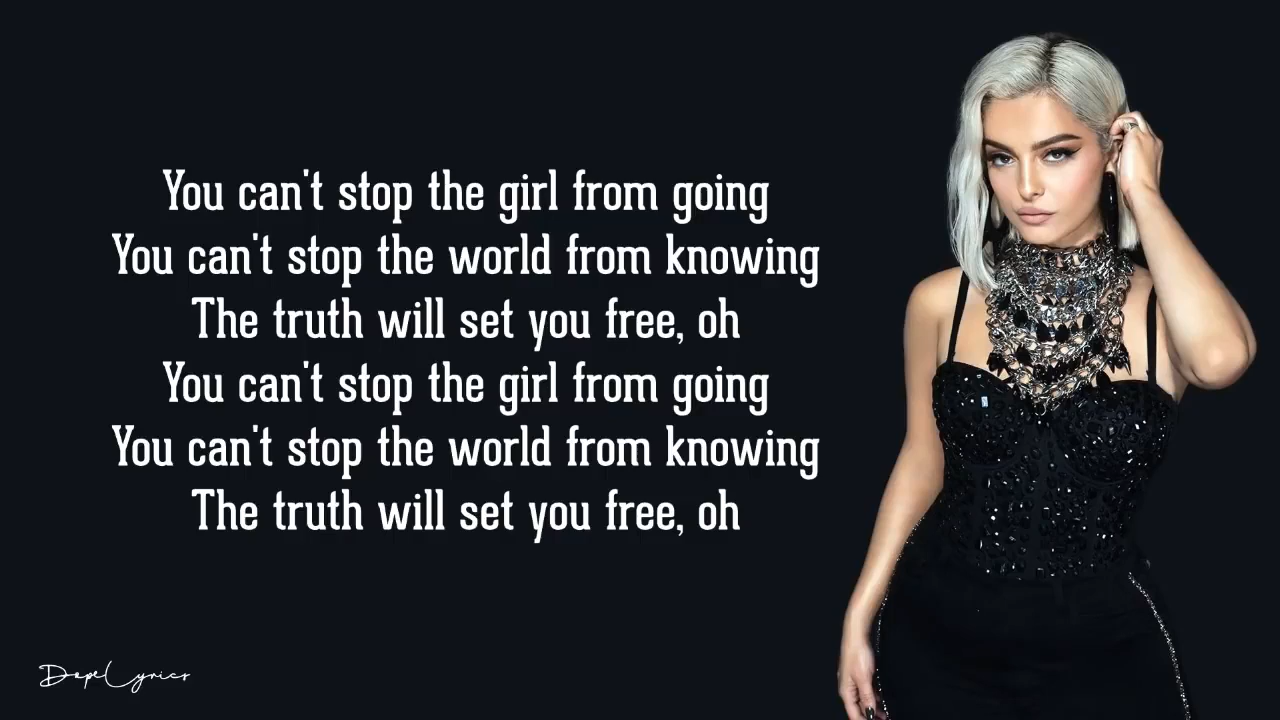 You can't stop the girl from going
You can't stop the world from knowing
The truth will set you free, oh
You can't stop the girl from going
You can't stop the world from knowing
The truth will set you free, oh
DopeLyrics